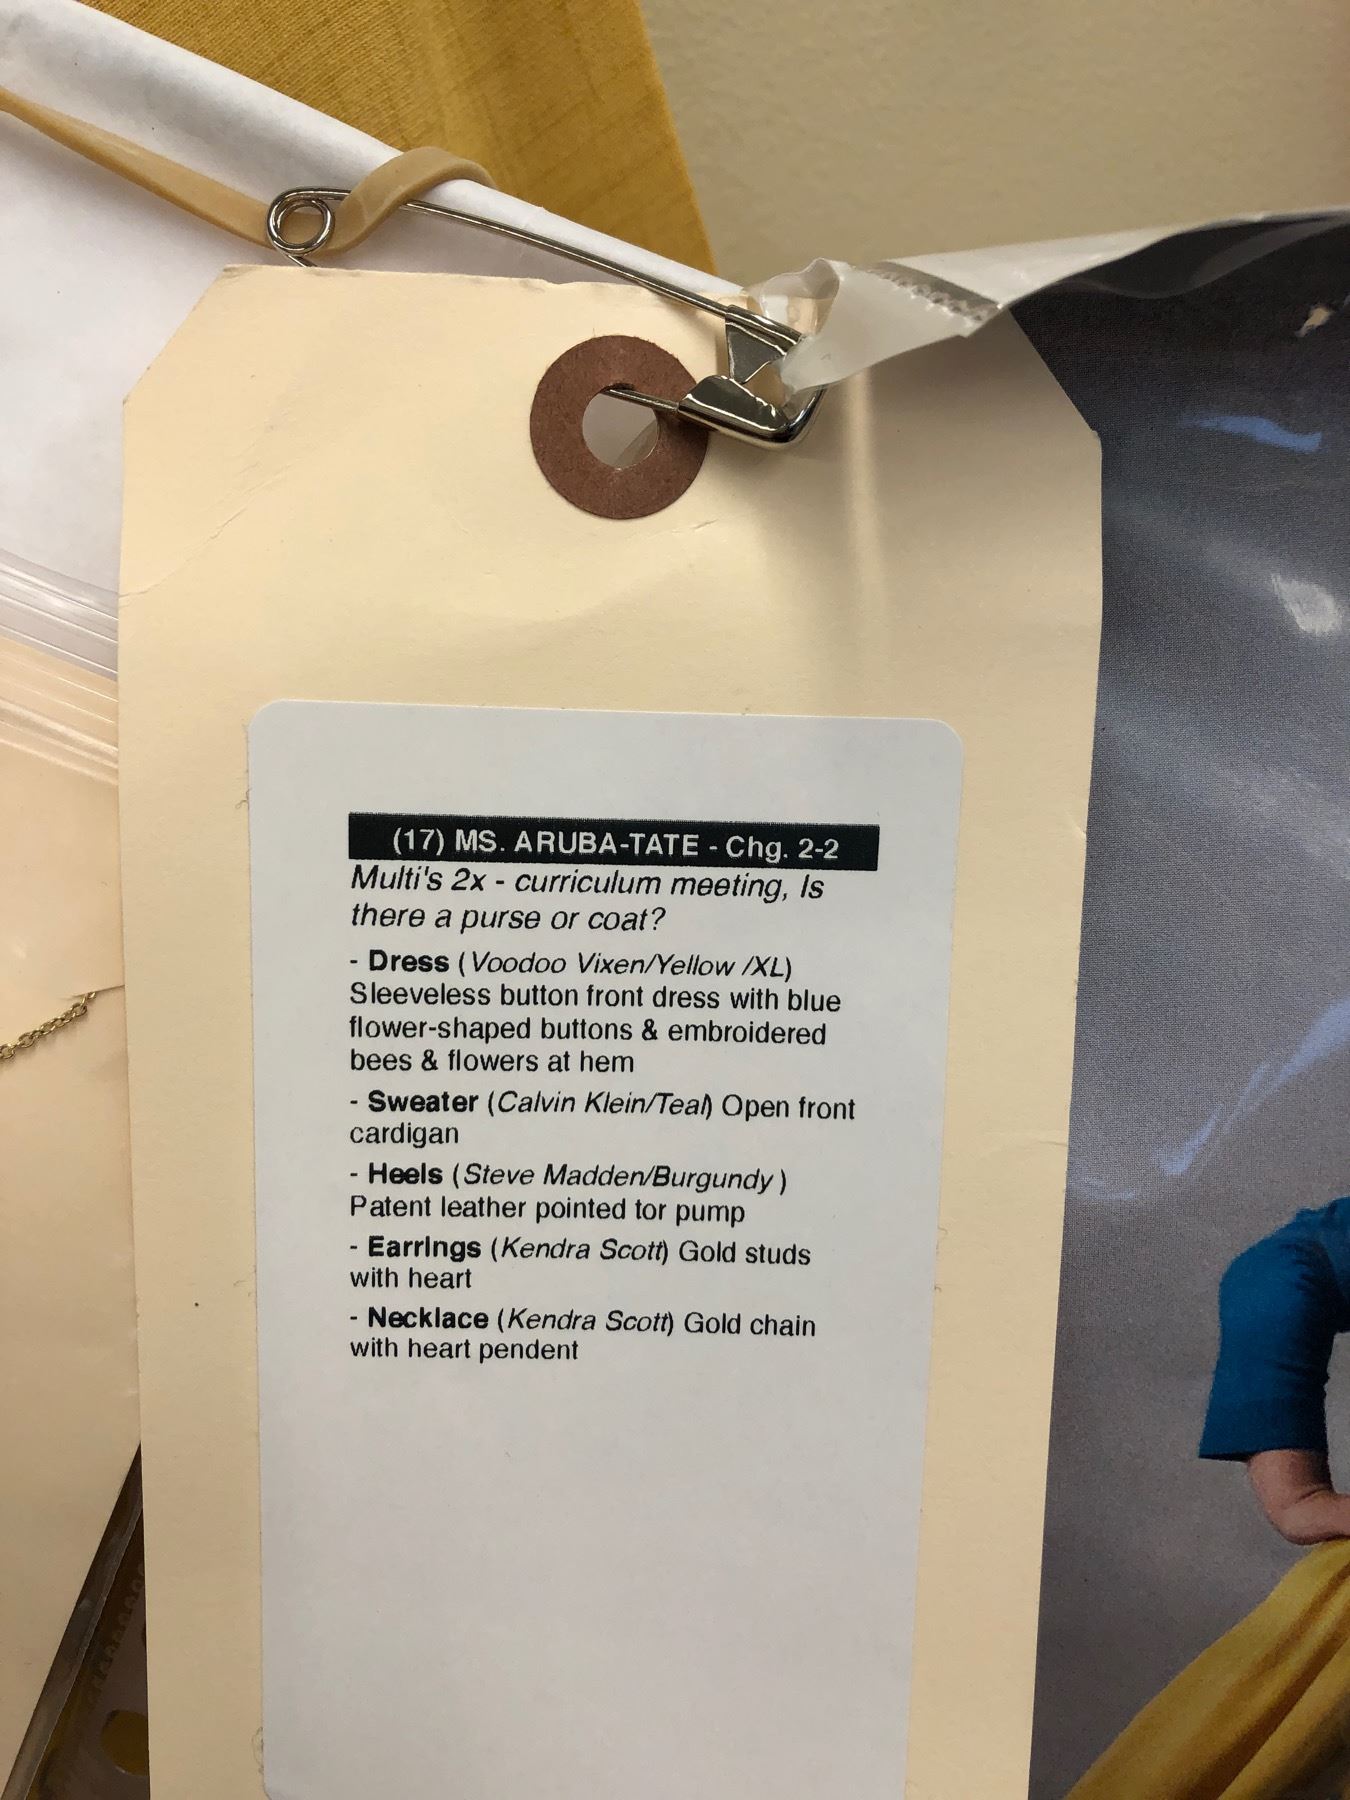 (17) MS. ARUBA-TATE - Chg. 2-2
Multi's 2x - curriculum meeting, Is
there a purse or coat?
- Dress (Voodoo Vixen/Yellow /XL)
Sleeveless button front dress with blue
flower-shaped buttons & embroidered
bees & flowers at hem
- Sweater (Calvin Klein/Teal) Open front
cardigan
- Heels (Steve Madden/Burgundy )
Patent leather pointed tor pump
- Earrings (Kendra Scott) Gold studs
with heart
- Necklace (Kendra Scott) Gold chain
with heart pendent